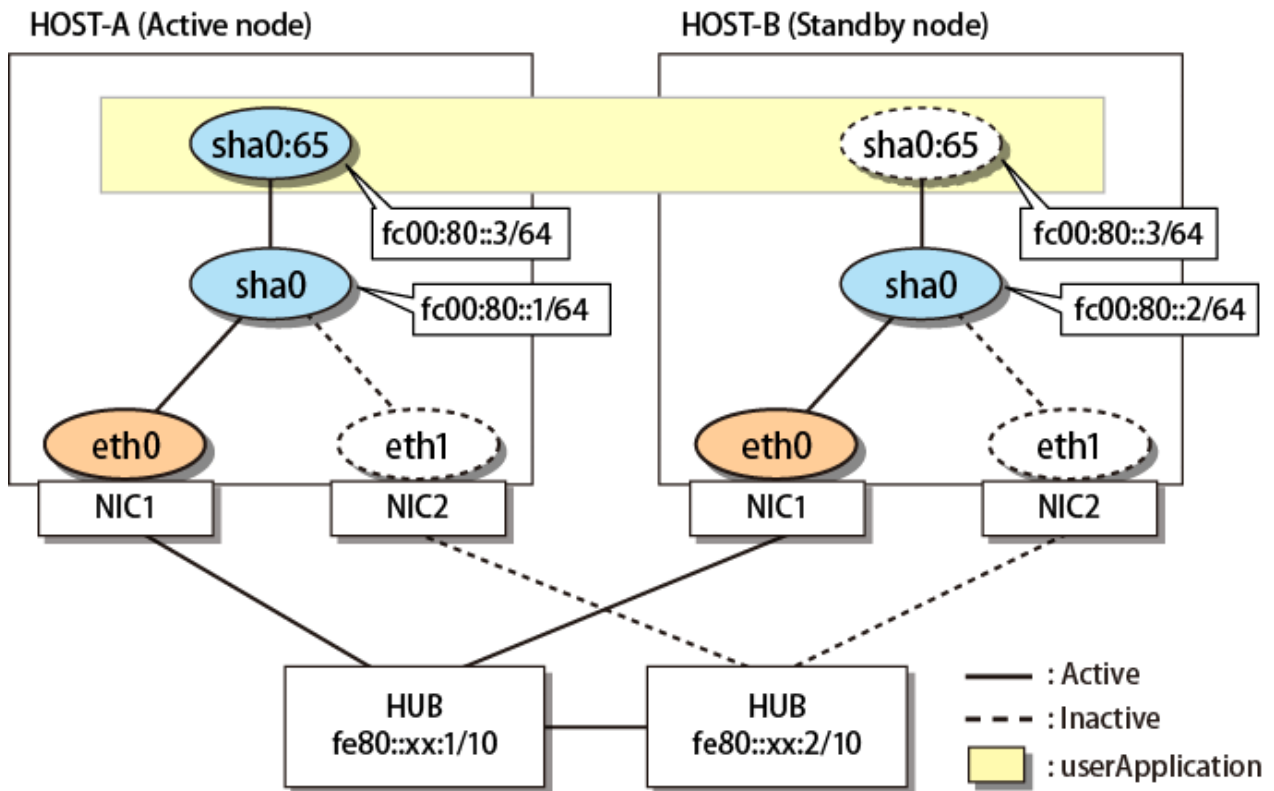 HOST-A (Active node)
HOST-B (Standby node)
sha0:65
sha0:65
fc00:80::3/64
fc00:80::3/64
sha0
sha0
fc00:80::1/64
fc00:80::2/64
eth0
eth1
eth0
eth1
NIC1
NIC2
NIC1
NIC2
HUB
fe80::xx:1/10
HUB
fe80::xx:2/10
: Active
: Inactive
: userApplication